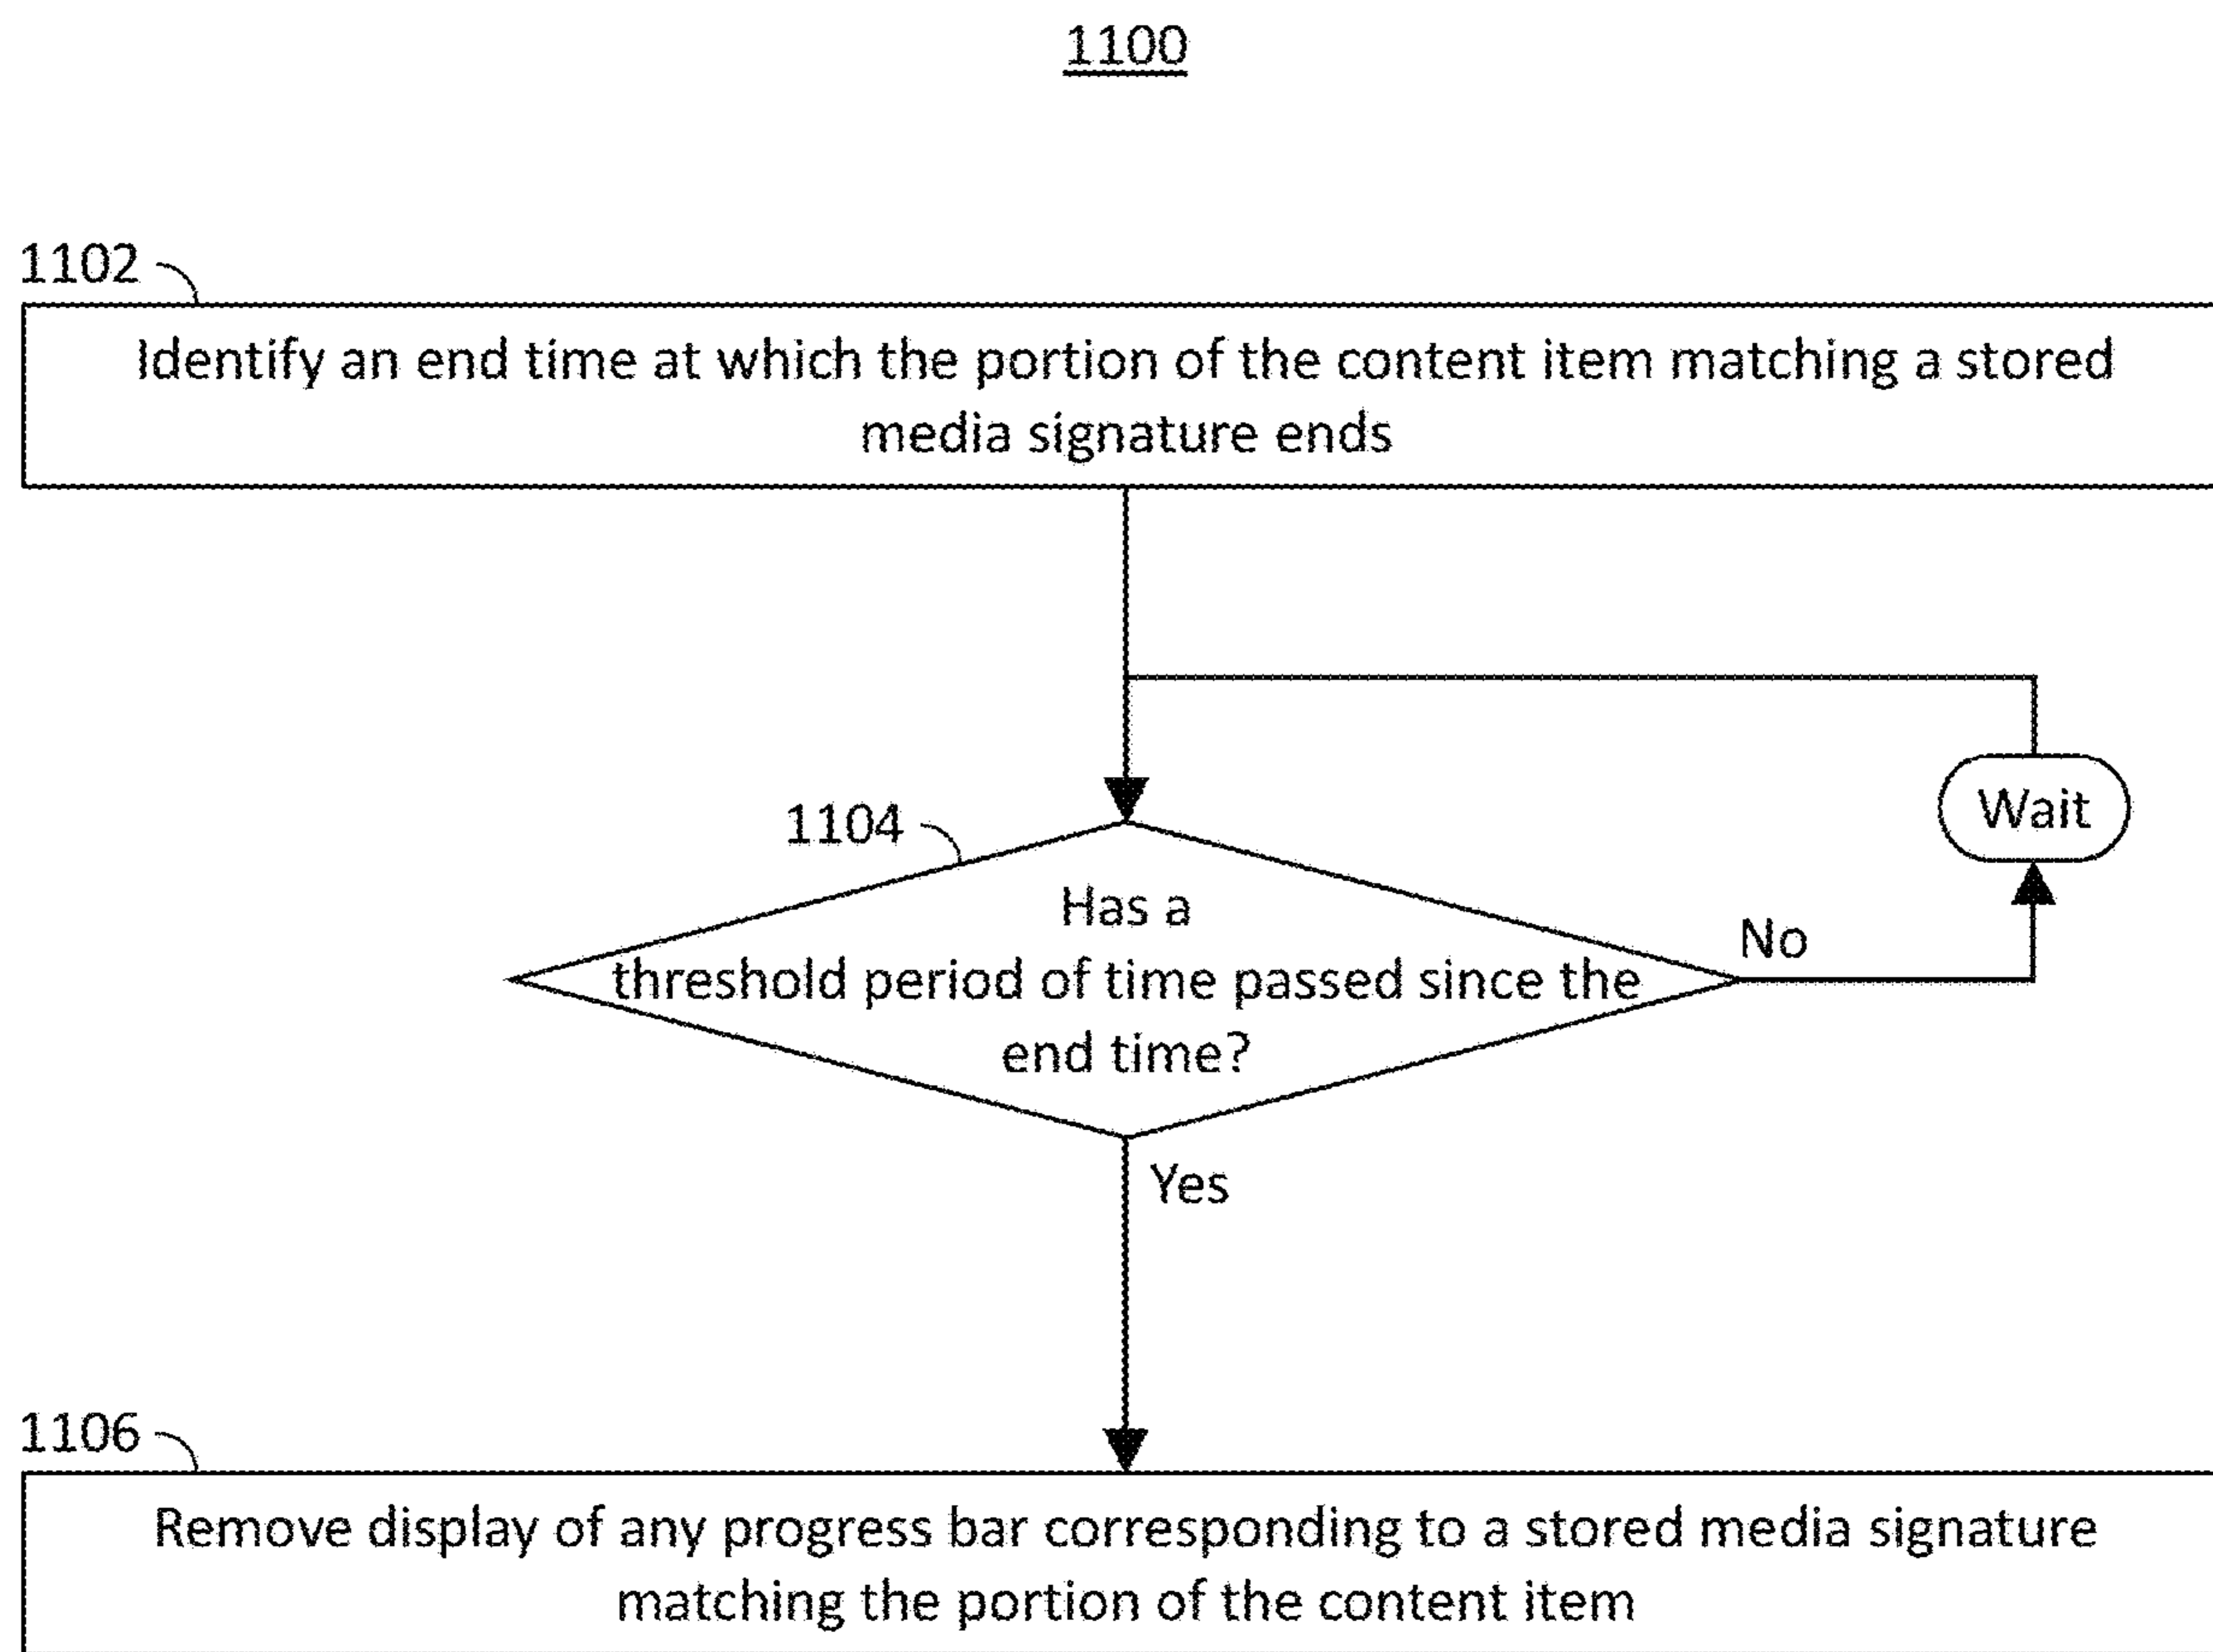 1100
1102
Identify an end time at which the portion of the content item matching a stored
media signature ends
Wait
1104
Has a
No
threshold period of time passed since the
end time?
Yes
1106
Remove display of any progress bar corresponding to a stored media signature
matching the portion of the content item